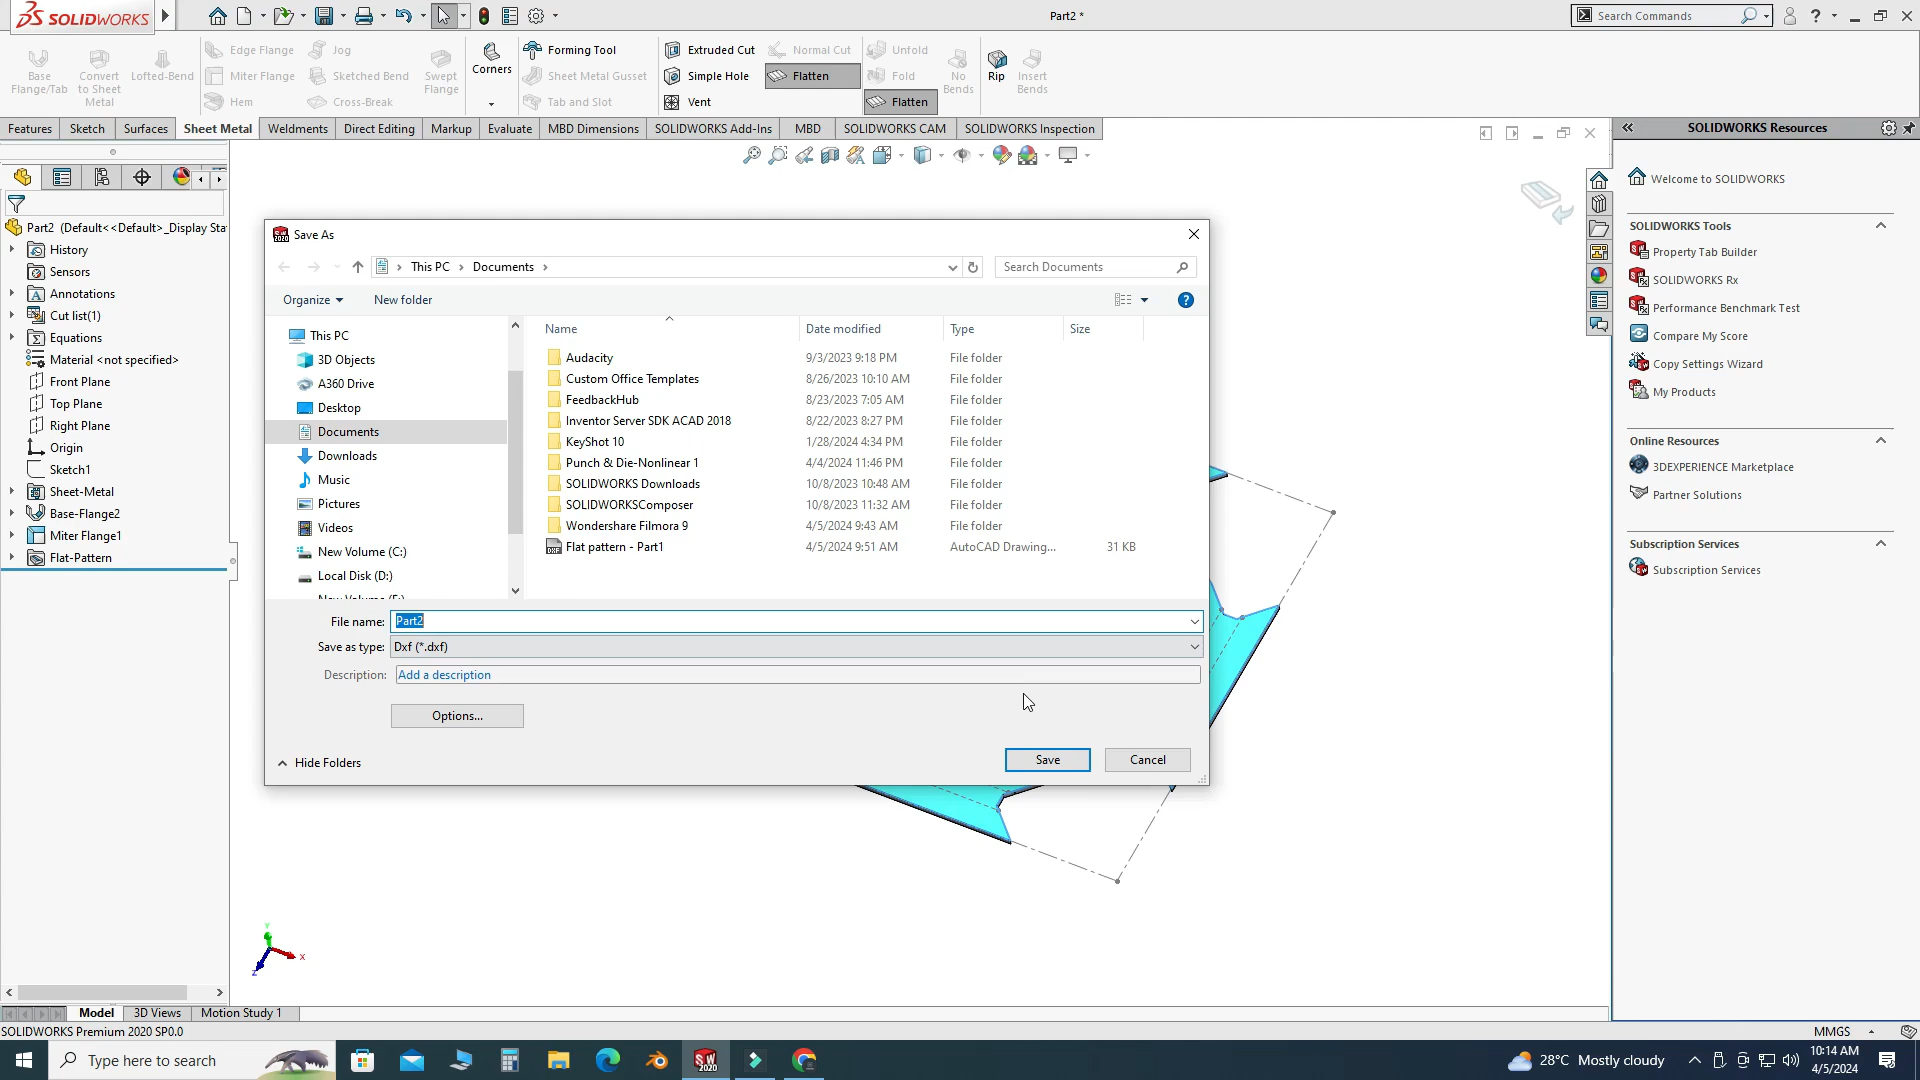 SOLIDWORKS
Part2 *
Search Commands
Base Flange/Tab
Convert to Sheet Metal
Lofted-Bend
Edge Flange
Miter Flange
Hem
Jog
Sketched Bend
Cross-Break
Swept Flange
Corners
Forming Tool
Sheet Metal Gusset
Tab and Slot
Extruded Cut
Simple Hole
Vent
Normal Cut
Flatten
Unfold
Fold
Flatten
No Bends
Rip
Insert Bends
Features
Sketch
Surfaces
Sheet Metal
Weldments
Direct Editing
Markup
Evaluate
MBD Dimensions
SOLIDWORKS Add-Ins
MBD
SOLIDWORKS CAM
SOLIDWORKS Inspection
Part2 (Default<<Default>_Display Sta
History
Sensors
Annotations
Cut list(1)
Equations
Material <not specified>
Front Plane
Top Plane
Right Plane
Origin
Sketch1
Sheet-Metal
Base-Flange2
Miter Flange1
Flat-Pattern
Save As
This PC
Documents
Search Documents
Organize
New folder
This PC
3D Objects
A360 Drive
Desktop
Documents
Downloads
Music
Pictures
Videos
New Volume (C:)
Local Disk (D:)
Name Date modified Type Size
Audacity 9/3/2023 9:18 PM File folder
Custom Office Templates 8/26/2023 10:10 AM File folder
FeedbackHub 8/23/2023 7:05 AM File folder
Inventor Server SDK ACAD 2018 8/22/2023 8:27 PM File folder
KeyShot 10 1/28/2024 4:34 PM File folder
Punch & Die-Nonlinear 1 4/4/2024 11:46 PM File folder
SOLIDWORKS Downloads 10/8/2023 10:48 AM File folder
SOLIDWORKSComposer 10/8/2023 11:32 AM File folder
Wondershare Filmora 9 4/5/2024 9:43 AM File folder
Flat pattern - Part1 4/5/2024 9:51 AM AutoCAD Drawing... 31 KB
File name: Part2
Save as type: Dxf (*.dxf)
Description: Add a description
Options...
Hide Folders
Save
Cancel
SOLIDWORKS Resources
Welcome to SOLIDWORKS
SOLIDWORKS Tools
Property Tab Builder
SOLIDWORKS Rx
Performance Benchmark Test
Compare My Score
Copy Settings Wizard
My Products
Online Resources
3DEXPERIENCE Marketplace
Partner Solutions
Subscription Services
Subscription Services
Y
X
Z
Model
3D Views
Motion Study 1
SOLIDWORKS Premium 2020 SP0.0
MMGS
Type here to search
SW
2020
28°C Mostly cloudy
10:14 AM
4/5/2024